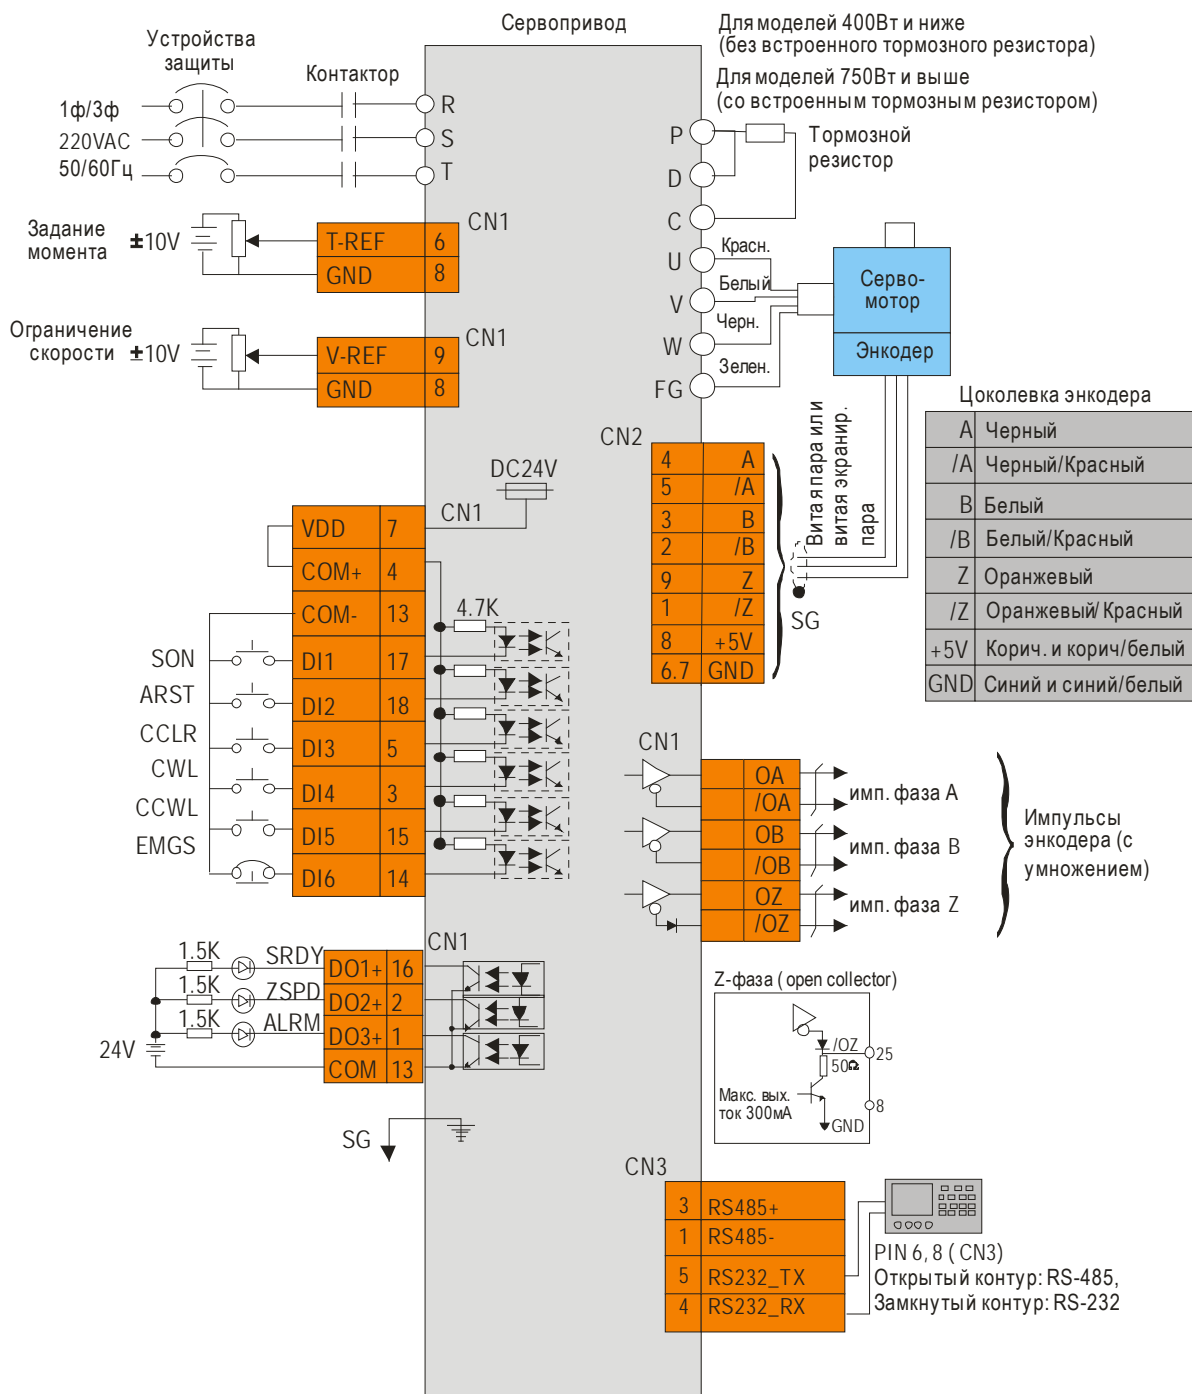 Сервопривод
Для моделей 400Вт и ниже
(без встроенного тормозного резистора)
Для моделей 750Вт и выше
(со встроенным тормозным резистором)
Устройства
защиты
Контактор
1ф/3ф
220VAC
50/60Гц
R
S
T
P
D
C
Тормозной
резистор
Задание
момента
±10V
CN1
T-REF 6
GND 8
Ограничение
скорости
±10V
CN1
V-REF 9
GND 8
U
V
W
FG
Красн.
Белый
Черн.
Зелен.
Серво-
мотор
Энкодер
Цоколевка энкодера
A Черный
/A Черный/Красный
B Белый
/B Белый/Красный
Z Оранжевый
/Z Оранжевый/ Красный
+5V Корич. и корич/белый
GND Синий и синий/белый
CN2
4 A
5 /A
3 B
2 /B
9 Z
1 /Z
8 +5V
6.7 GND
Витая пара или
витая экранир.
пара
SG
DC24V
CN1
VDD 7
COM+ 4
COM- 13
DI1 17
DI2 18
DI3 5
DI4 3
DI5 15
DI6 14
4.7K
SON
ARST
CCLR
CWL
CCWL
EMGS
CN1
OA
/OA
OB
/OB
OZ
/OZ
имп. фаза A
имп. фаза B
имп. фаза Z
Импульсы
энкодера (с
умножением)
CN1
1.5K SRDY
1.5K ZSPD
1.5K ALRM
24V
DO1+ 16
DO2+ 2
DO3+ 1
COM 13
SG
Z-фаза ( open collector)
/OZ
25
50Ω
Макс. вых.
ток 300мА
8
GND
CN3
3 RS485+
1 RS485-
5 RS232_TX
4 RS232_RX
PIN 6, 8 ( CN3)
Открытый контур: RS-485,
Замкнутый контур: RS-232